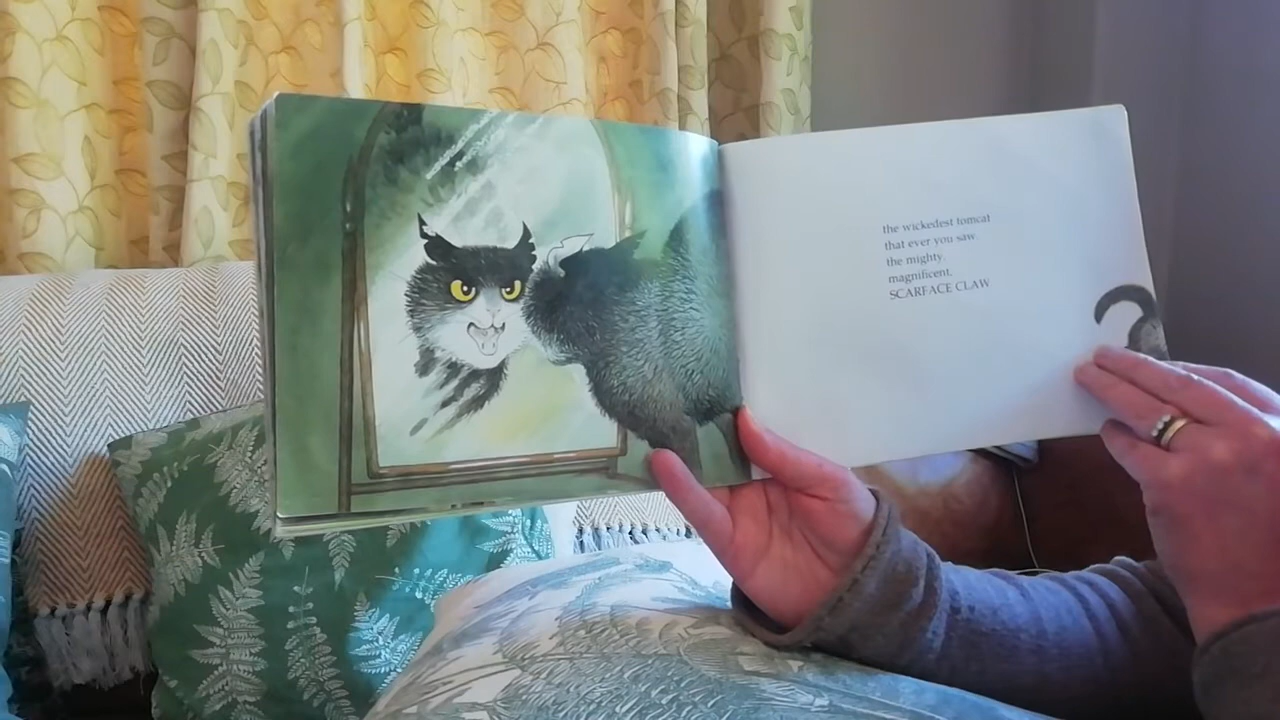 the wickedest tomcat
that ever you saw.
the mighty.
magnificent.
SCARFACE CLAW